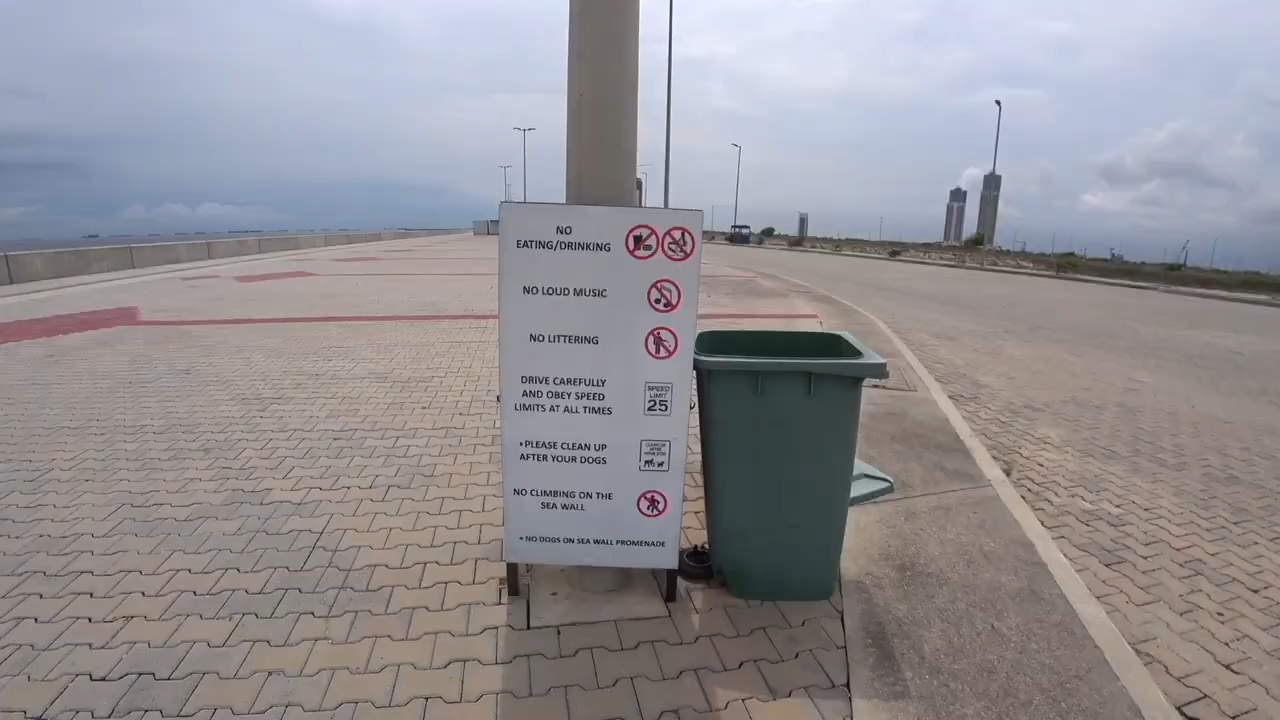 NO
EATING/DRINKING
NO LOUD MUSIC
NO LITTERING
DRIVE CAREFULLY
AND OBEY SPEED
LIMITS AT ALL TIMES
SPEED
LIMIT
25
•PLEASE CLEAN UP
AFTER YOUR DOGS
NO CLIMBING ON THE
SEA WALL
• NO DOGS ON SEA WALL PROMENADE